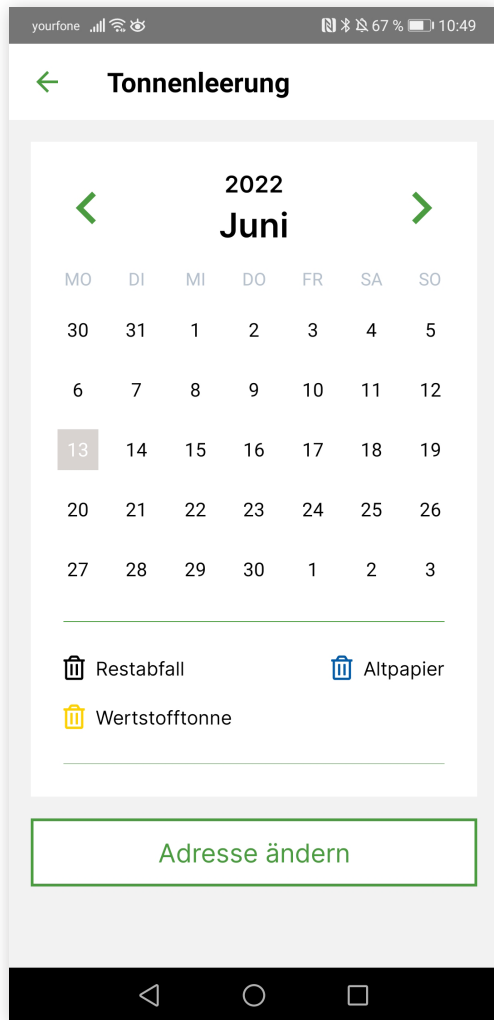 yourfone 67 % 10:49
Tonnenleerung
2022
Juni
MO DI MI DO FR SA SO
30 31 1 2 3 4 5
6 7 8 9 10 11 12
13 14 15 16 17 18 19
20 21 22 23 24 25 26
27 28 29 30 1 2 3
Restabfall Altpapier
Wertstofftonne
Adresse ändern